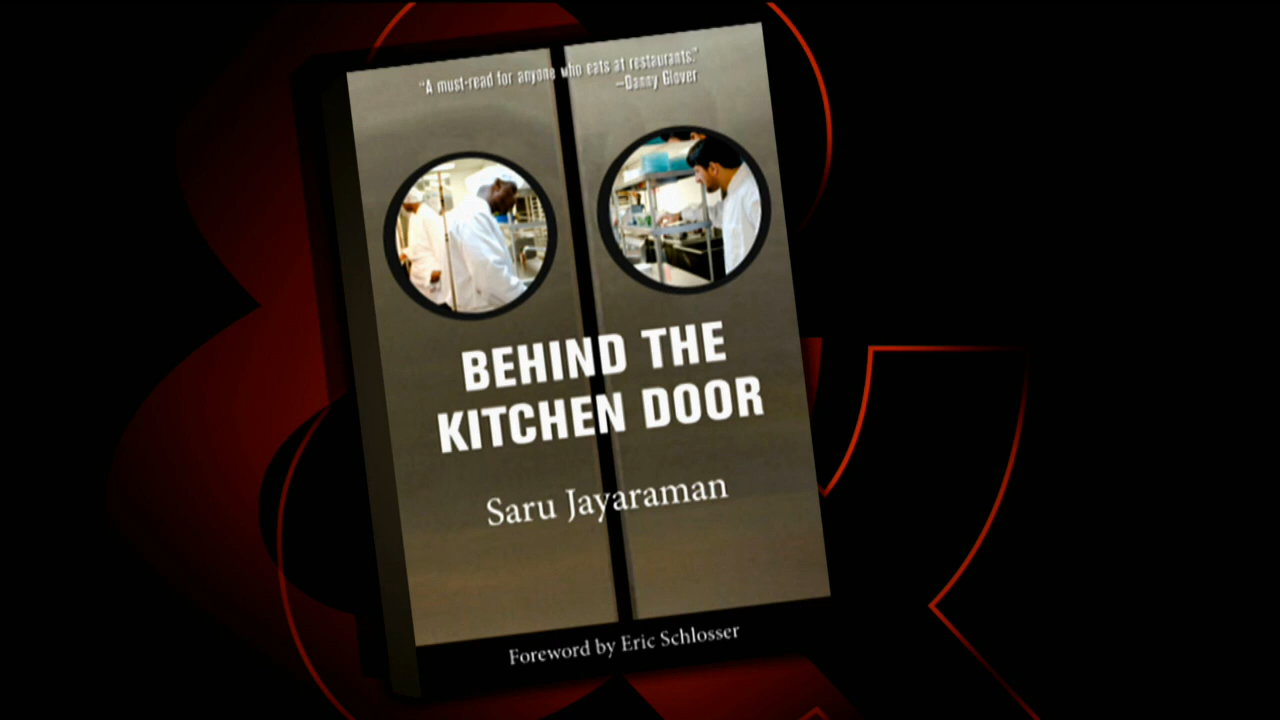 “A must-read for anyone who eats at restaurants.”
—Danny Glover
BEHIND THE
KITCHEN DOOR
Saru Jayaraman
Foreword by Eric Schlosser